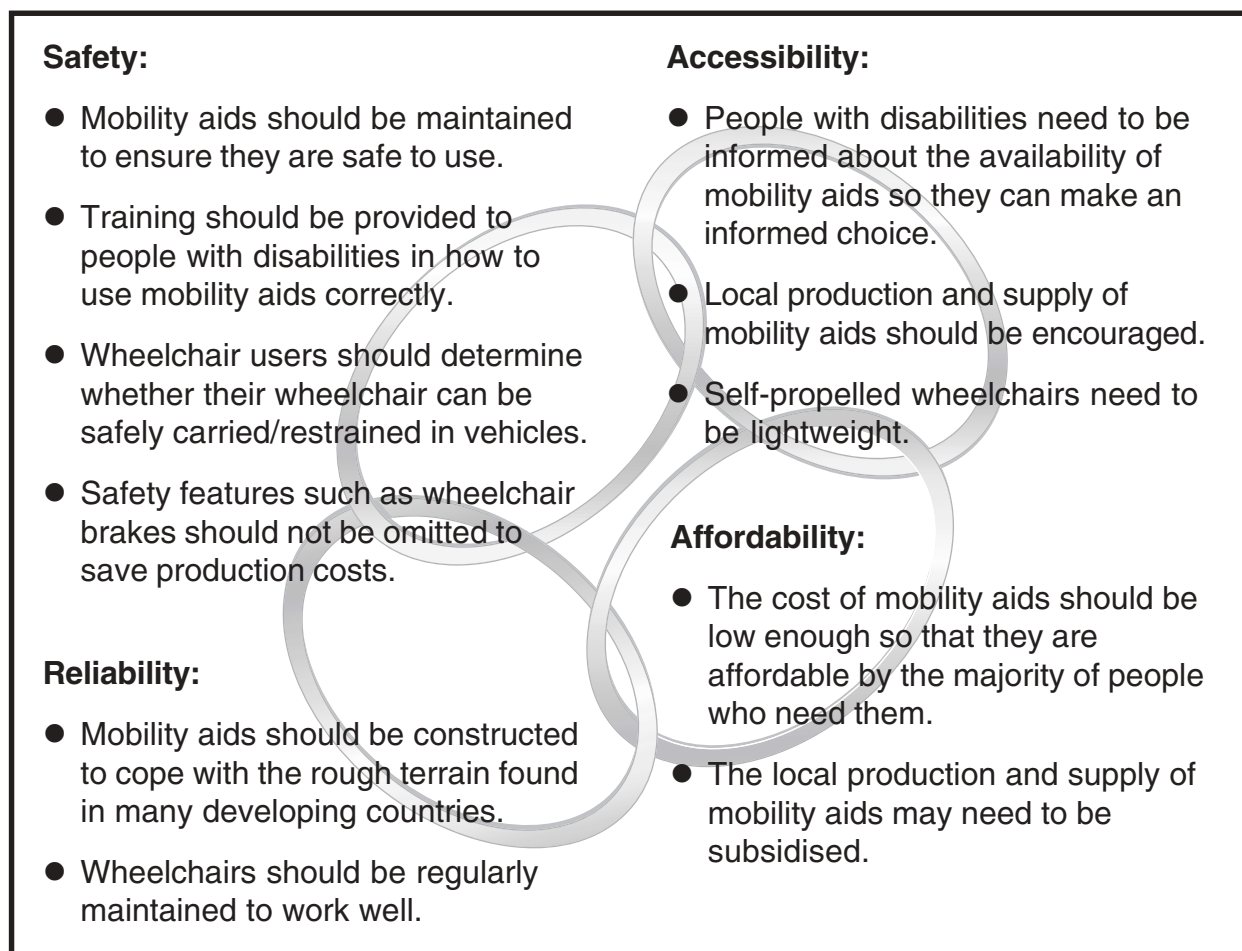 Safety:
● Mobility aids should be maintained
to ensure they are safe to use.
● Training should be provided to
people with disabilities in how to
use mobility aids correctly.
● Wheelchair users should determine
whether their wheelchair can be
safely carried/restrained in vehicles.
● Safety features such as wheelchair
brakes should not be omitted to
save production costs.
Reliability:
● Mobility aids should be constructed
to cope with the rough terrain found
in many developing countries.
● Wheelchairs should be regularly
maintained to work well.
Accessibility:
● People with disabilities need to be
informed about the availability of
mobility aids so they can make an
informed choice.
● Local production and supply of
mobility aids should be encouraged.
● Self-propelled wheelchairs need to
be lightweight.
Affordability:
● The cost of mobility aids should be
low enough so that they are
affordable by the majority of people
who need them.
● The local production and supply of
mobility aids may need to be
subsidised.